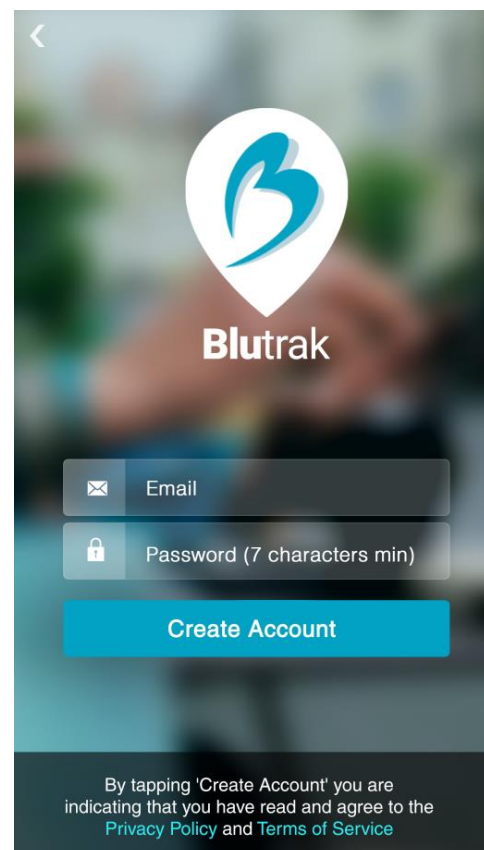 Blutrak
Email
Password (7 characters min)
Create Account
By tapping 'Create Account' you are
indicating that you have read and agree to the
Privacy Policy and Terms of Service